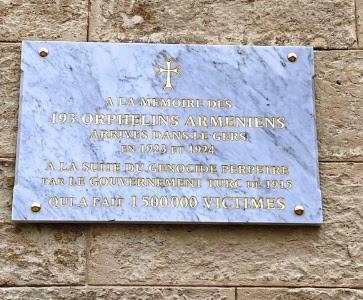 A LA MEMOIRE DES
193 ORPHELINS ARMENIENS
ARRIVES DANS LE GERS
EN 1923 ET 1924
A LA SUITE DU GENOCIDE PERPETRE
PAR LE GOUVERNEMENT TURC DE 1915
QUI A FAIT 1 500 000 VICTIMES